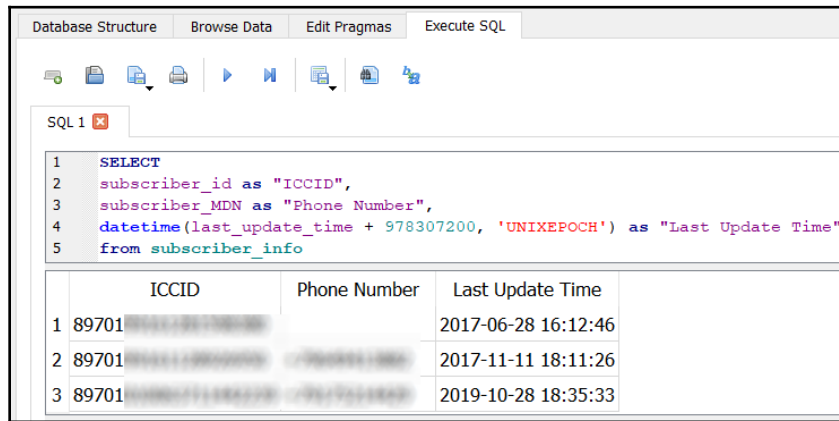 Database Structure Browse Data Edit Pragmas Execute SQL
SQL 1
1 SELECT
2 subscriber_id as "ICCID",
3 subscriber_MDN as "Phone Number",
4 datetime(last_update_time + 978307200, 'UNIXEPOCH') as "Last Update Time"
5 from subscriber_info
ICCID Phone Number Last Update Time
1 89701 2017-06-28 16:12:46
2 89701 2017-11-11 18:11:26
3 89701 2019-10-28 18:35:33